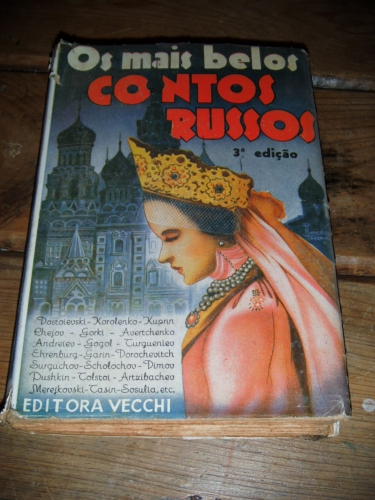 Os mais belos
CONTOS
RUSSOS
3ª edição
Dostoievski - Korolenko - Kuprin
Chejov - Gorki - Avertchenko
Andreiev - Gogol - Turgueniev
Ehrenburg - Garin - Dorochevitch
Surguchov - Scholochov - Dimov
Pushkin - Tolstoi - Artzibachev
Merejkovski - Tasin - Sosulia, etc.
EDITORA VECCHI